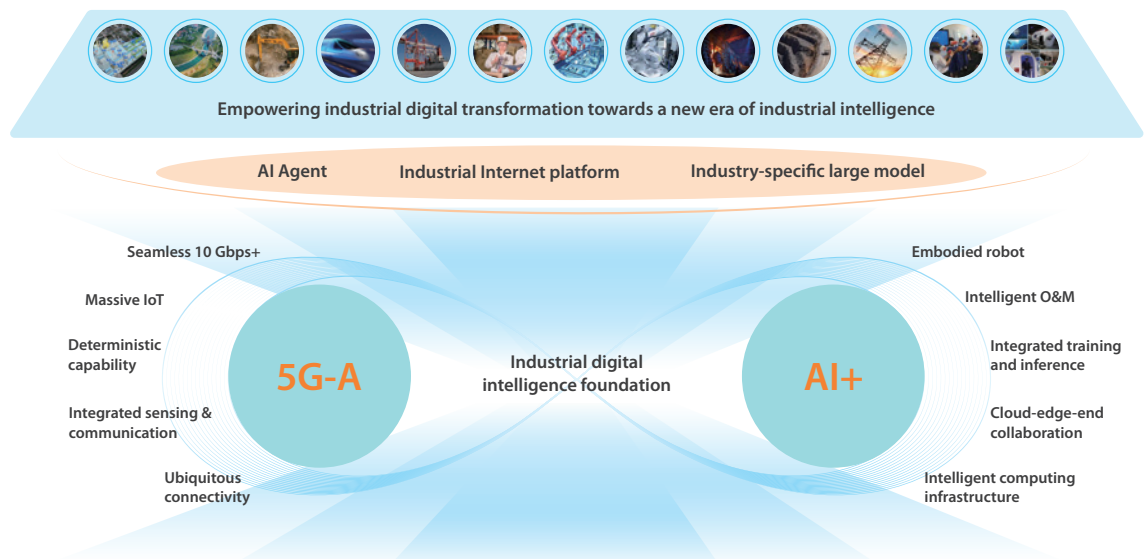 Empowering industrial digital transformation towards a new era of industrial intelligence
AI Agent
Industrial Internet platform
Industry-specific large model
Seamless 10 Gbps+
Massive IoT
Deterministic
capability
Integrated sensing &
communication
Ubiquitous
connectivity
5G-A
Industrial digital
intelligence foundation
AI+
Embodied robot
Intelligent O&M
Integrated training
and inference
Cloud-edge-end
collaboration
Intelligent computing
infrastructure